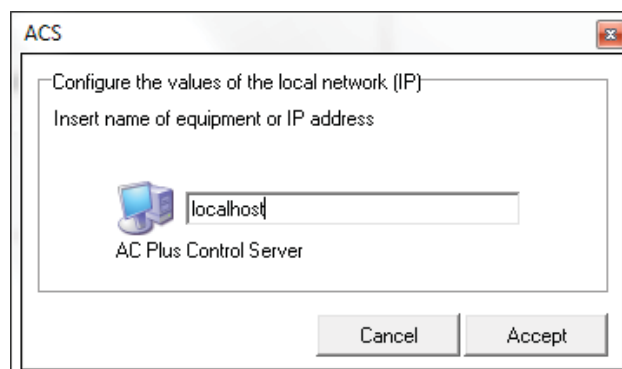 ACS
Configure the values of the local network (IP)
Insert name of equipment or IP address
localhost
AC Plus Control Server
Cancel
Accept